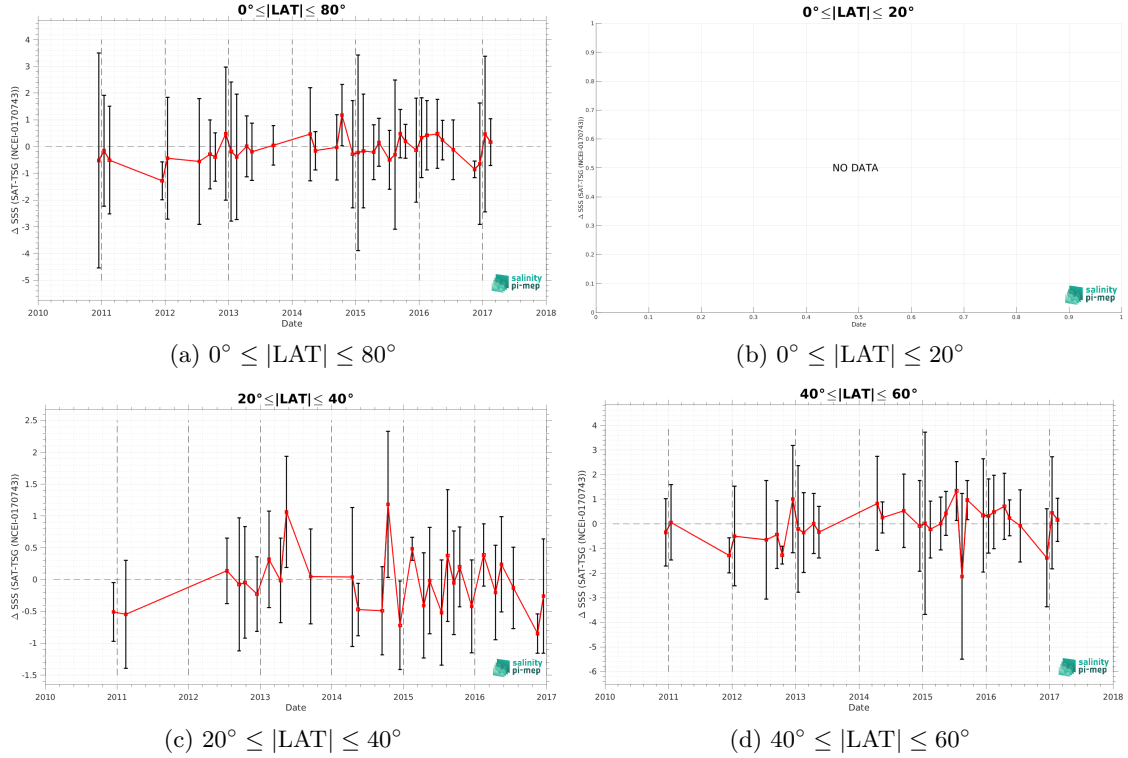 0°≤|LAT|≤ 80°
Δ SSS (SAT-TSG (NCEI-0170743))
4
3
2
1
0
-1
-2
-3
-4
-5
salinity
pi-mep
2010 2011 2012 2013 2014 2015 2016 2017 2018
Date
(a) 0° ≤ |LAT| ≤ 80°
0°≤|LAT|≤ 20°
Δ SSS (SAT-TSG (NCEI-0170743))
1
0.9
0.8
0.7
0.6
0.5
0.4
0.3
0.2
0.1
0
NO DATA
salinity
pi-mep
0 0.1 0.2 0.3 0.4 0.5 0.6 0.7 0.8 0.9 1
Date
(b) 0° ≤ |LAT| ≤ 20°
20°≤|LAT|≤ 40°
Δ SSS (SAT-TSG (NCEI-0170743))
2.5
2
1.5
1
0.5
0
-0.5
-1
-1.5
salinity
pi-mep
2010 2011 2012 2013 2014 2015 2016 2017
Date
(c) 20° ≤ |LAT| ≤ 40°
40°≤|LAT|≤ 60°
Δ SSS (SAT-TSG (NCEI-0170743))
4
3
2
1
0
-1
-2
-3
-4
-5
-6
salinity
pi-mep
2010 2011 2012 2013 2014 2015 2016 2017 2018
Date
(d) 40° ≤ |LAT| ≤ 60°